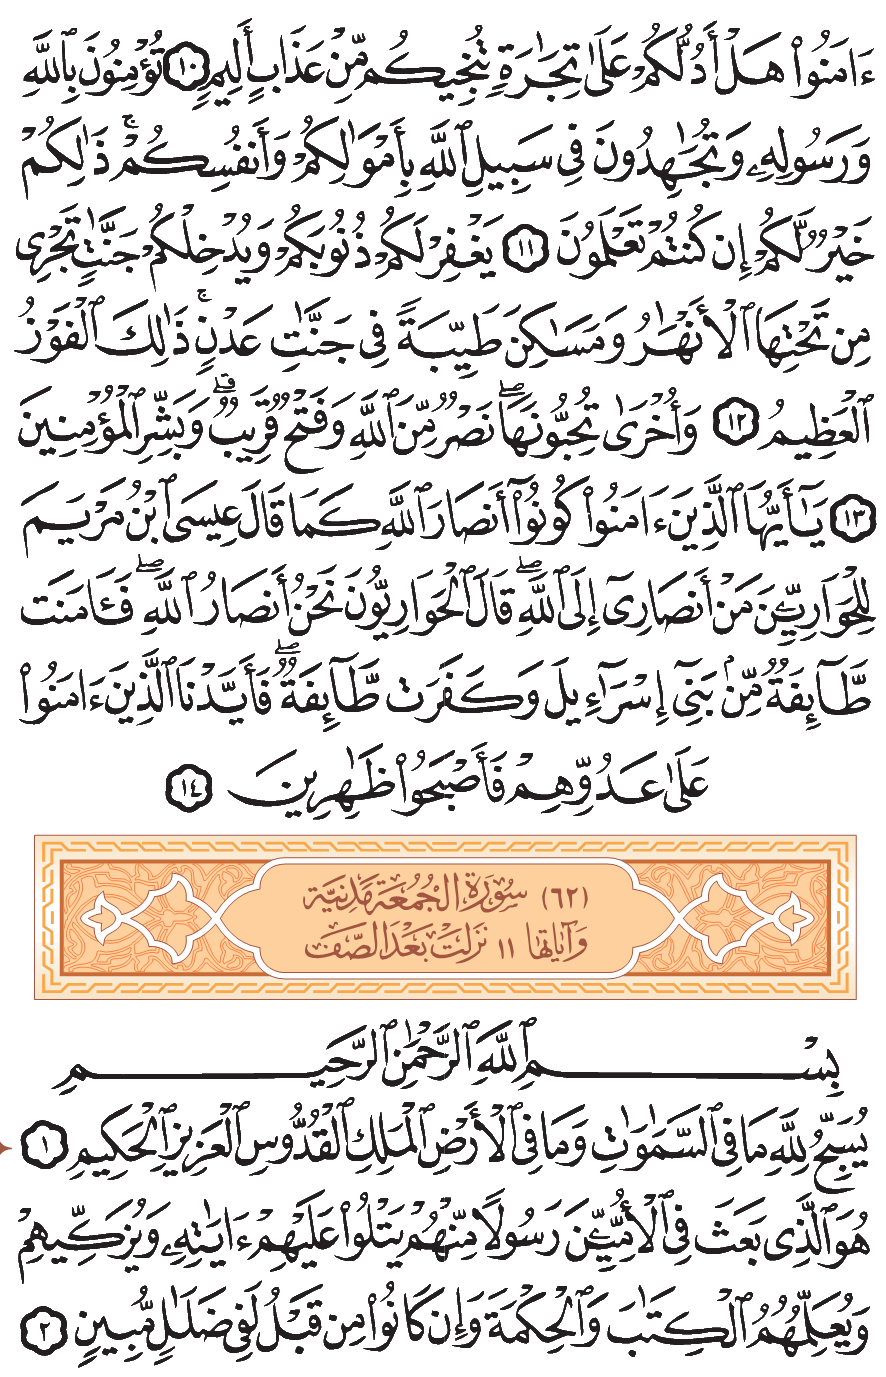 ءَامَنُوا۟ هَلْ أَدُلُّكُمْ عَلَىٰ تِجَٰرَةٍ تُنجِيكُم مِّنْ عَذَابٍ أَلِيمٍ ١٠ تُؤْمِنُونَ بِٱللَّهِ
وَرَسُولِهِۦ وَتُجَٰهِدُونَ فِى سَبِيلِ ٱللَّهِ بِأَمْوَٰلِكُمْ وَأَنفُسِكُمْ ۚ ذَٰلِكُمْ
خَيْرٌ لَّكُمْ إِن كُنتُمْ تَعْلَمُونَ ١١ يَغْفِرْ لَكُمْ ذُنُوبَكُمْ وَيُدْخِلْكُمْ جَنَّٰتٍ تَجْرِى
مِن تَحْتِهَا ٱلْأَنْهَٰرُ وَمَسَٰكِنَ طَيِّبَةً فِى جَنَّٰتِ عَدْنٍ ۚ ذَٰلِكَ ٱلْفَوْزُ
ٱلْعَظِيمُ ١٢ وَأُخْرَىٰ تُحِبُّونَهَا ۖ نَصْرٌ مِّنَ ٱللَّهِ وَفَتْحٌ قَرِيبٌ ۗ وَبَشِّرِ ٱلْمُؤْمِنِينَ
١٣ يَٰٓأَيُّهَا ٱلَّذِينَ ءَامَنُوا۟ كُونُوٓا۟ أَنصَارَ ٱللَّهِ كَمَا قَالَ عِيسَى ٱبْنُ مَرْيَمَ
لِلْحَوَارِيِّۦنَ مَنْ أَنصَارِىٓ إِلَى ٱللَّهِ ۖ قَالَ ٱلْحَوَارِيُّونَ نَحْنُ أَنصَارُ ٱللَّهِ ۖ فَـَٔامَنَت
طَّآئِفَةٌ مِّنۢ بَنِىٓ إِسْرَٰٓءِيلَ وَكَفَرَت طَّآئِفَةٌ ۖ فَأَيَّدْنَا ٱلَّذِينَ ءَامَنُوا۟
عَلَىٰ عَدُوِّهِمْ فَأَصْبَحُوا۟ ظَٰهِرِينَ ١٤
(٦٢) سُورَةُ الْجُمُعَةِ مَدَنِيَّة
وَآيَاتُهَا ١١ نَزَلَتْ بَعْدَ الصَّفِّ
بِسْمِ ٱللَّهِ ٱلرَّحْمَٰنِ ٱلرَّحِيمِ
يُسَبِّحُ لِلَّهِ مَا فِى ٱلسَّمَٰوَٰتِ وَمَا فِى ٱلْأَرْضِ ٱلْمَلِكِ ٱلْقُدُّوسِ ٱلْعَزِيزِ ٱلْحَكِيمِ ١
هُوَ ٱلَّذِى بَعَثَ فِى ٱلْأُمِّيِّۦنَ رَسُولًا مِّنْهُمْ يَتْلُوا۟ عَلَيْهِمْ ءَايَٰتِهِۦ وَيُزَكِّيهِمْ
وَيُعَلِّمُهُمُ ٱلْكِتَٰبَ وَٱلْحِكْمَةَ وَإِن كَانُوا۟ مِن قَبْلُ لَفِى ضَلَٰلٍ مُّبِينٍ ٢